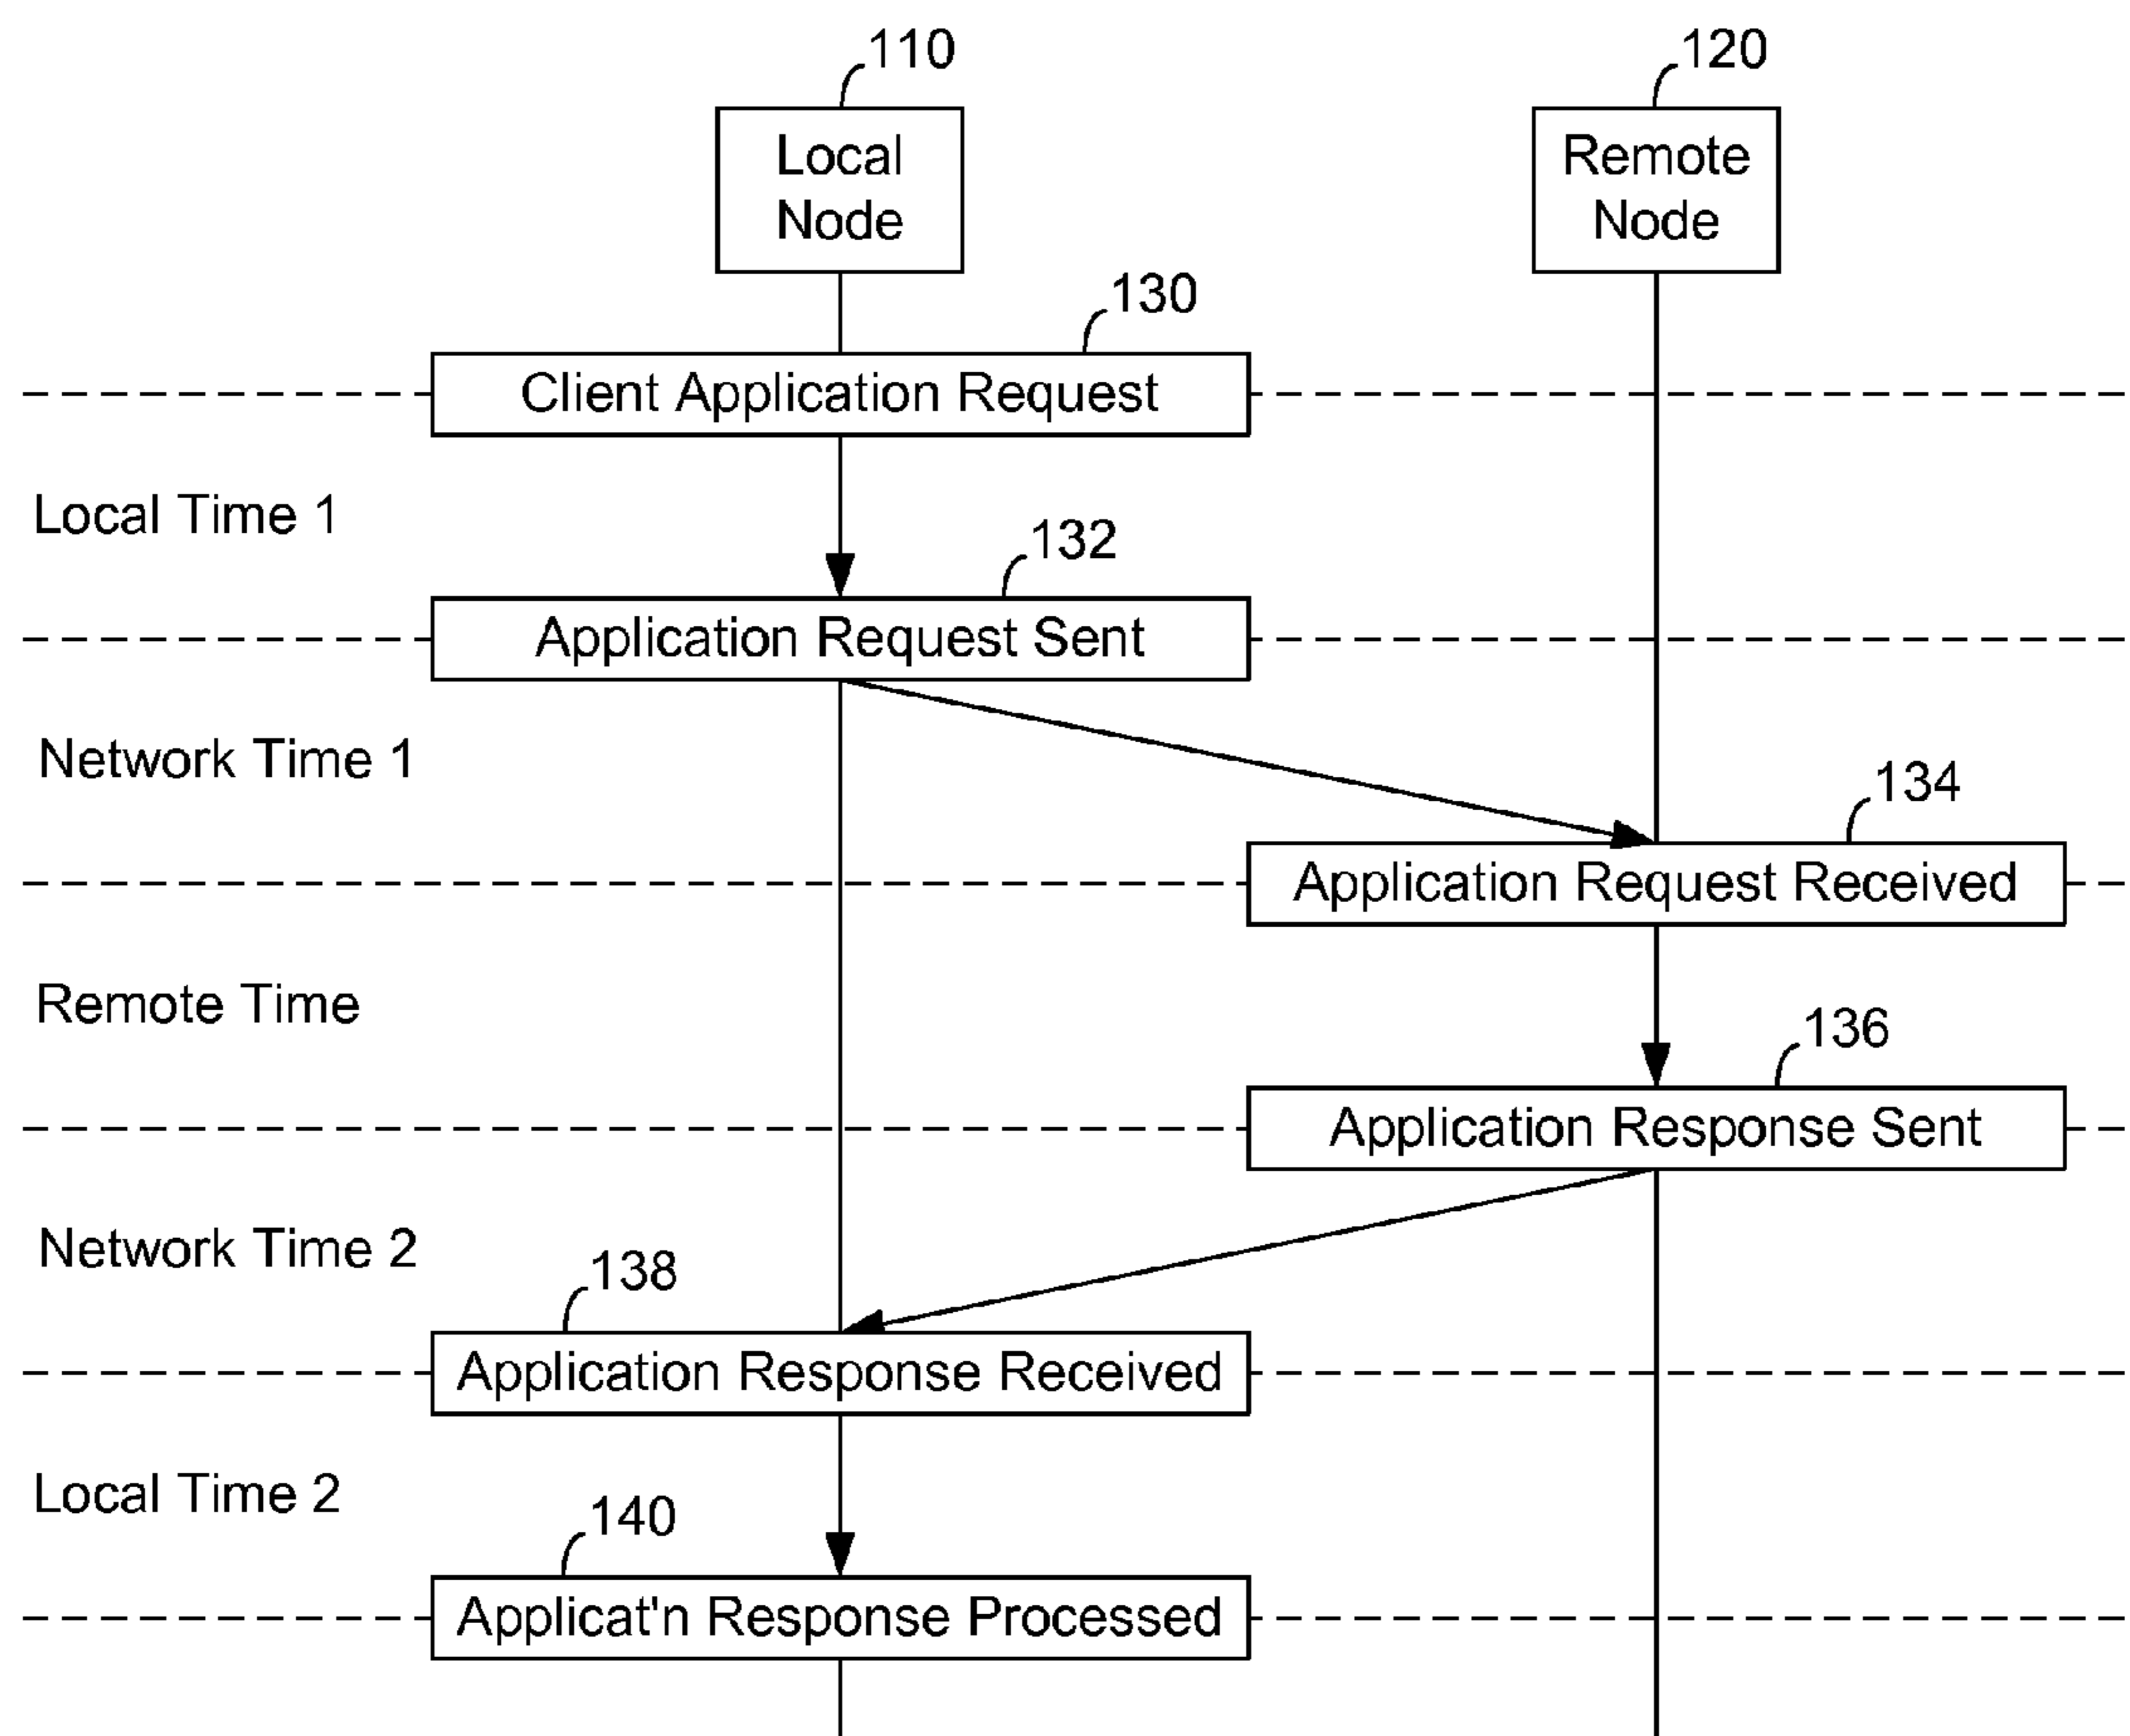 110
120
Local
Node
Remote
Node
130
Client Application Request
Local Time 1
132
Application Request Sent
Network Time 1
134
Application Request Received
Remote Time
136
Application Response Sent
Network Time 2
138
Application Response Received
Local Time 2
140
Applicat'n Response Processed